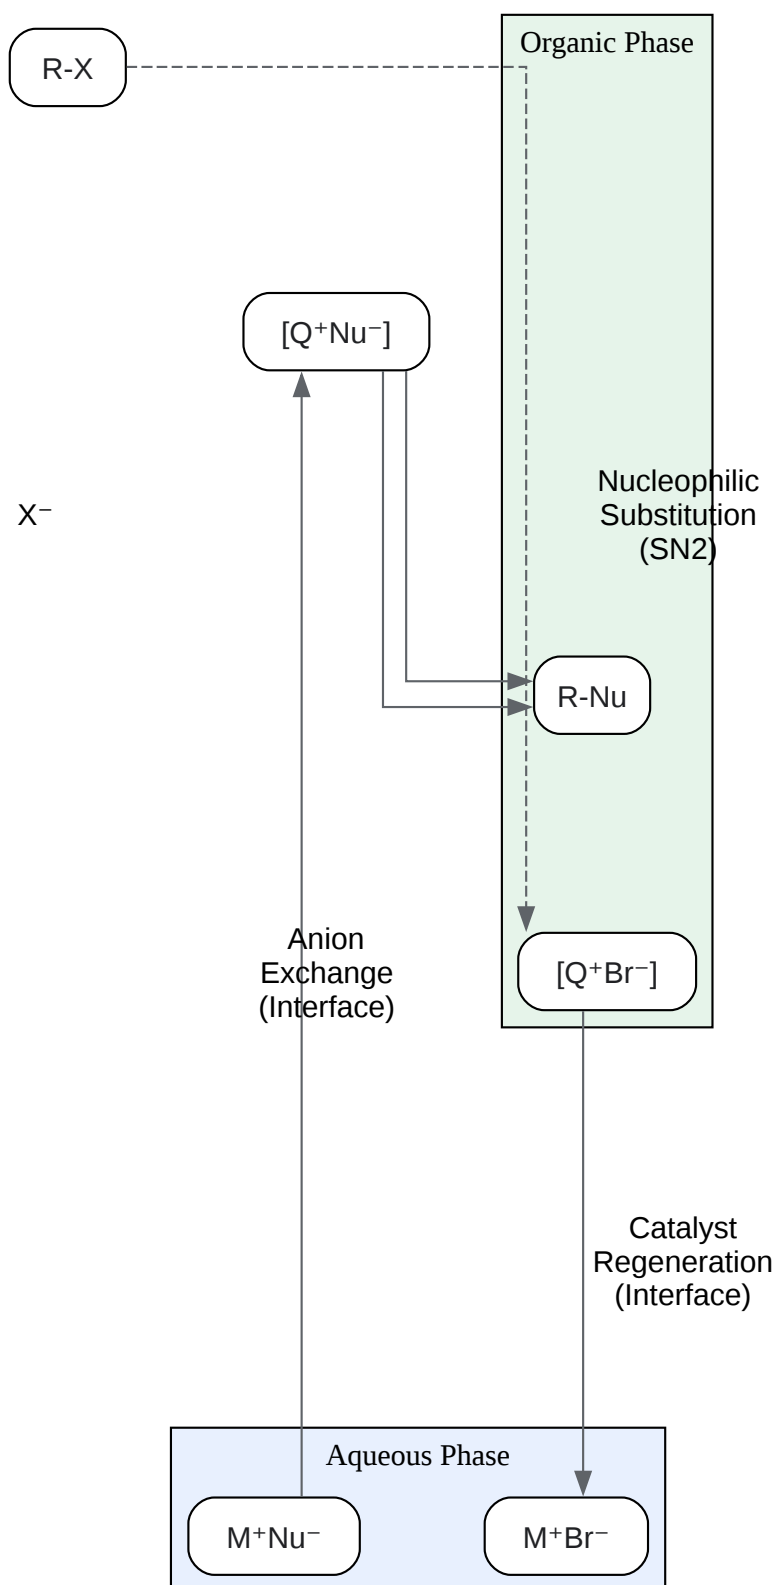 Organic Phase
R-X
[Q⁺Nu⁻]
Nucleophilic
Substitution
(SN2)
X⁻
R-Nu
Anion
Exchange
(Interface)
[Q⁺Br⁻]
Catalyst
Regeneration
(Interface)
Aqueous Phase
M⁺Nu⁻
M⁺Br⁻